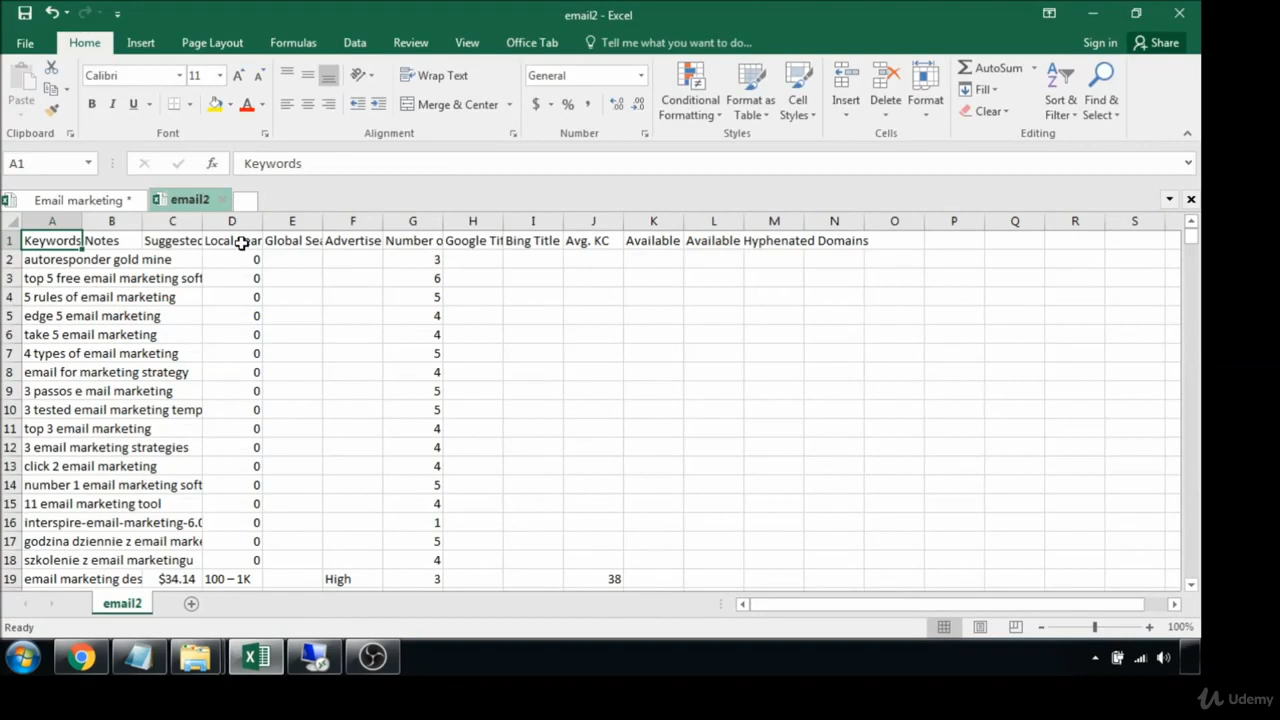 email2 - Excel
File Home Insert Page Layout Formulas Data Review View Office Tab Tell me what you want to do... Sign in Share
Paste Calibri 11 Wrap Text General Conditional Formatting Format as Table Cell Styles Insert Delete Format AutoSum Sort & Filter Find & Select
B I U Merge & Center $ % Fill
Clear
Clipboard Font Alignment Number Styles Cells Editing
A1 fx Keywords
Email marketing * email2
A B C D E F G H I J K L M N O P Q R S
1 Keywords Notes Suggested Local Global Sea Advertise Number o Google Tit Bing Title Avg. KC Available Available Hyphenated Domains
2 autoresponder gold mine 0 3
3 top 5 free email marketing soft 0 6
4 5 rules of email marketing 0 5
5 edge 5 email marketing 0 4
6 take 5 email marketing 0 4
7 4 types of email marketing 0 5
8 email for marketing strategy 0 4
9 3 passos e mail marketing 0 5
10 3 tested email marketing temp 0 5
11 top 3 email marketing 0 4
12 3 email marketing strategies 0 4
13 click 2 email marketing 0 4
14 number 1 email marketing soft 0 5
15 11 email marketing tool 0 4
16 interspire-email-marketing-6.0 0 1
17 godzina dziennie z email marke 0 5
18 szkolenie z email marketingu 0 4
19 email marketing des $34.14 100 – 1K High 3 38
email2
Ready 100%
Udemy